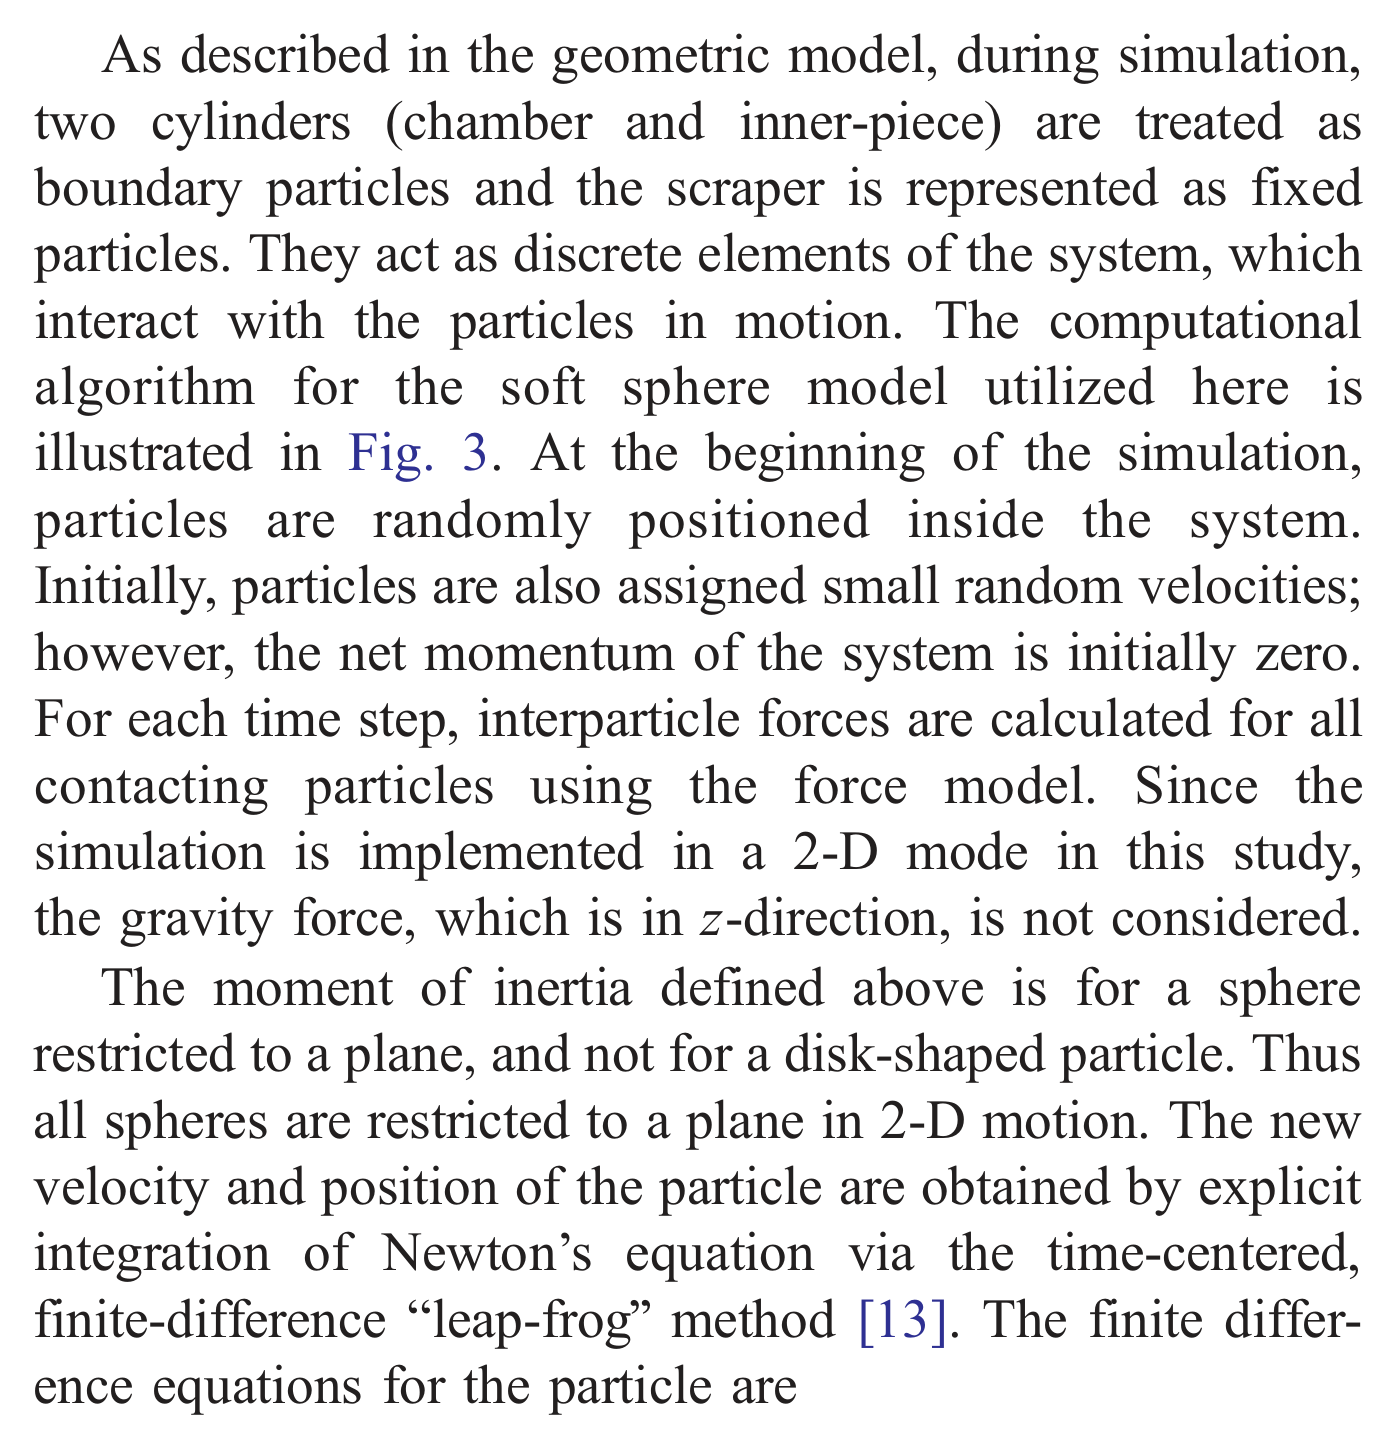 As described in the geometric model, during simulation,
two cylinders (chamber and inner-piece) are treated as
boundary particles and the scraper is represented as fixed
particles. They act as discrete elements of the system, which
interact with the particles in motion. The computational
algorithm for the soft sphere model utilized here is
illustrated in Fig. 3. At the beginning of the simulation,
particles are randomly positioned inside the system.
Initially, particles are also assigned small random velocities;
however, the net momentum of the system is initially zero.
For each time step, interparticle forces are calculated for all
contacting particles using the force model. Since the
simulation is implemented in a 2-D mode in this study,
the gravity force, which is in z-direction, is not considered.
The moment of inertia defined above is for a sphere
restricted to a plane, and not for a disk-shaped particle. Thus
all spheres are restricted to a plane in 2-D motion. The new
velocity and position of the particle are obtained by explicit
integration of Newton’s equation via the time-centered,
finite-difference “leap-frog” method [13]. The finite differ-
ence equations for the particle are